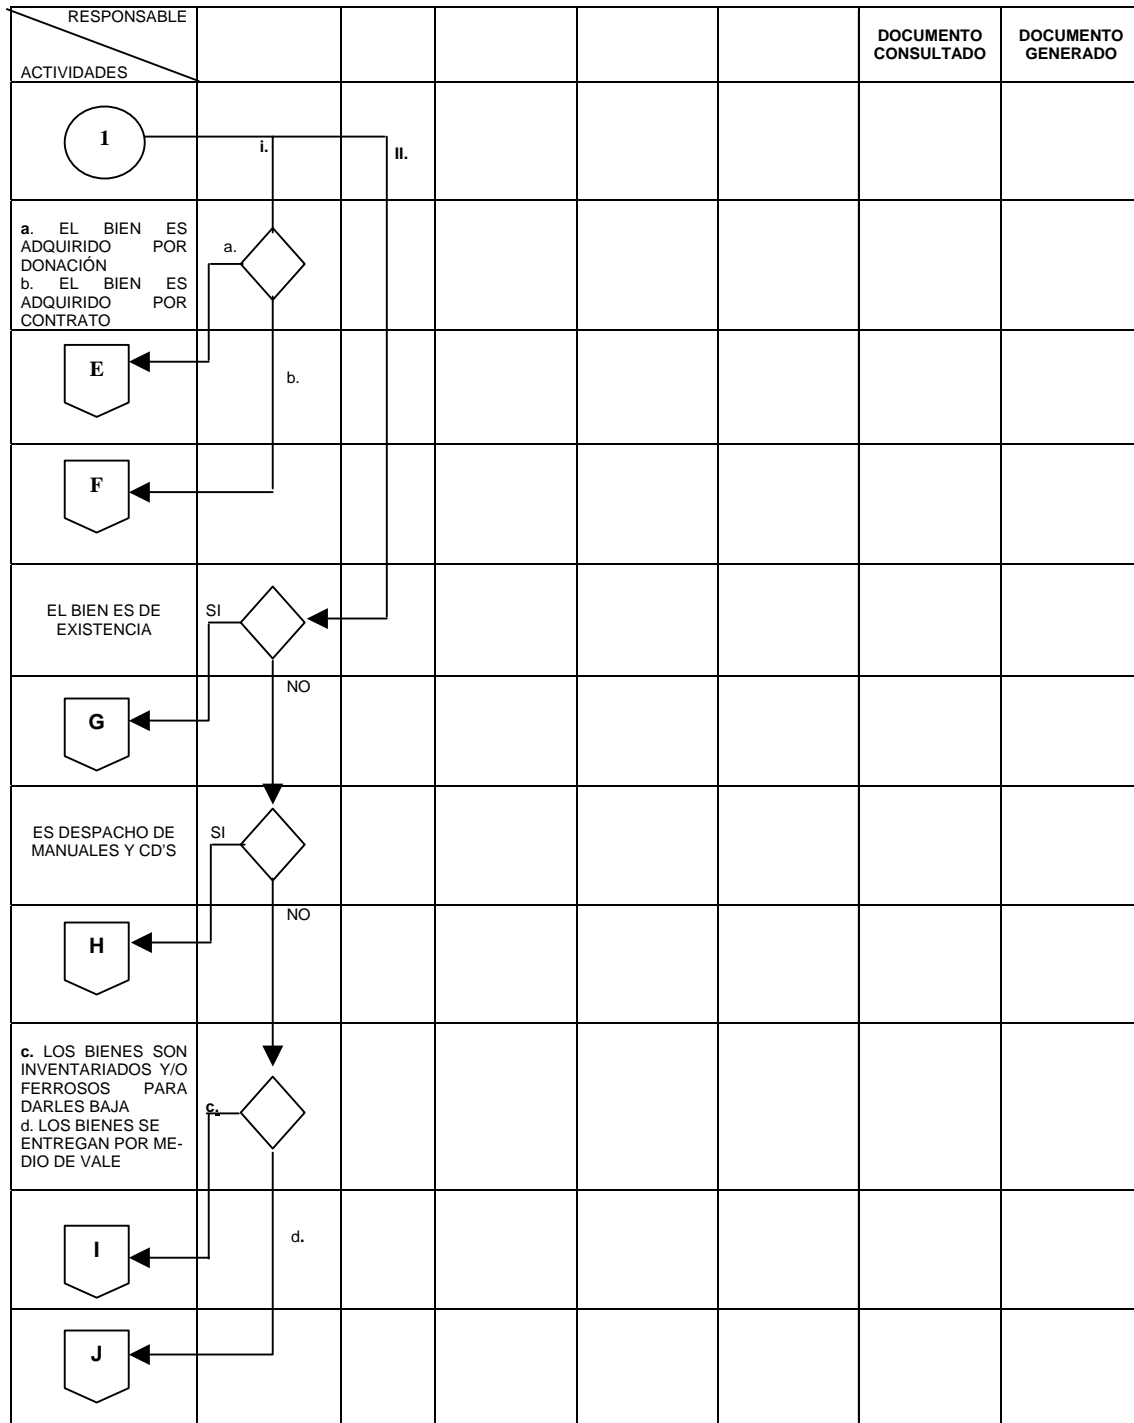 RESPONSABLE
ACTIVIDADES
DOCUMENTO
CONSULTADO
DOCUMENTO
GENERADO
1
i.
II.
a. EL BIEN ES
ADQUIRIDO POR
DONACIÓN
b. EL BIEN ES
ADQUIRIDO POR
CONTRATO
a.
E
b.
F
EL BIEN ES DE
EXISTENCIA
SI
NO
G
ES DESPACHO DE
MANUALES Y CD'S
SI
NO
H
c. LOS BIENES SON
INVENTARIADOS Y/O
FERROSOS PARA
DARLES BAJA
d. LOS BIENES SE
ENTREGAN POR ME-
DIO DE VALE
c.
I
d.
J